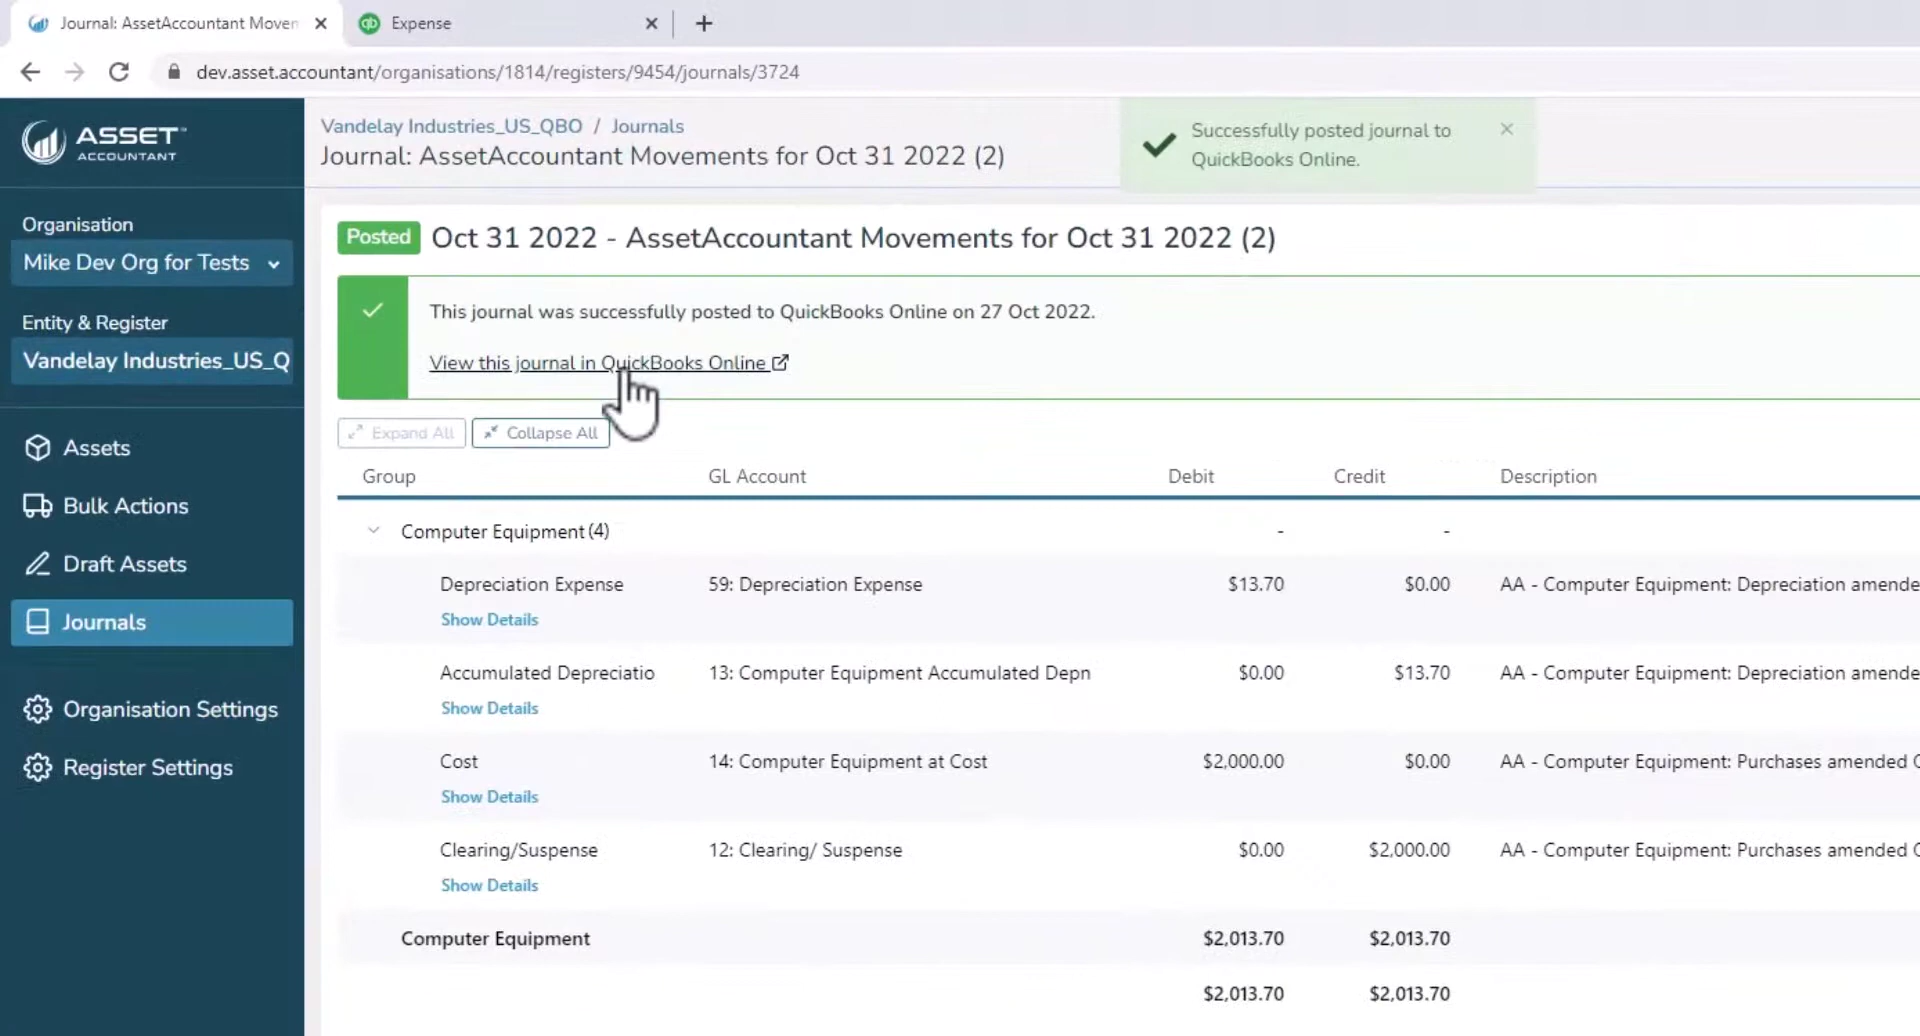 Journal: AssetAccountant Moven
Expense
dev.asset.accountant/organisations/1814/registers/9454/journals/3724
ASSET™
ACCOUNTANT
Organisation
Mike Dev Org for Tests
Entity & Register
Vandelay Industries_US_Q
Assets
Bulk Actions
Draft Assets
Journals
Organisation Settings
Register Settings
Vandelay Industries_US_QBO / Journals
Journal: AssetAccountant Movements for Oct 31 2022 (2)
Successfully posted journal to
QuickBooks Online.
Posted Oct 31 2022 - AssetAccountant Movements for Oct 31 2022 (2)
This journal was successfully posted to QuickBooks Online on 27 Oct 2022.
View this journal in QuickBooks Online
Expand All Collapse All
Group GL Account Debit Credit Description
Computer Equipment (4) - -
Depreciation Expense 59: Depreciation Expense $13.70 $0.00 AA - Computer Equipment: Depreciation amende
Show Details
Accumulated Depreciatio 13: Computer Equipment Accumulated Depn $0.00 $13.70 AA - Computer Equipment: Depreciation amende
Show Details
Cost 14: Computer Equipment at Cost $2,000.00 $0.00 AA - Computer Equipment: Purchases amended
Show Details
Clearing/Suspense 12: Clearing/ Suspense $0.00 $2,000.00 AA - Computer Equipment: Purchases amended
Show Details
Computer Equipment $2,013.70 $2,013.70
$2,013.70 $2,013.70